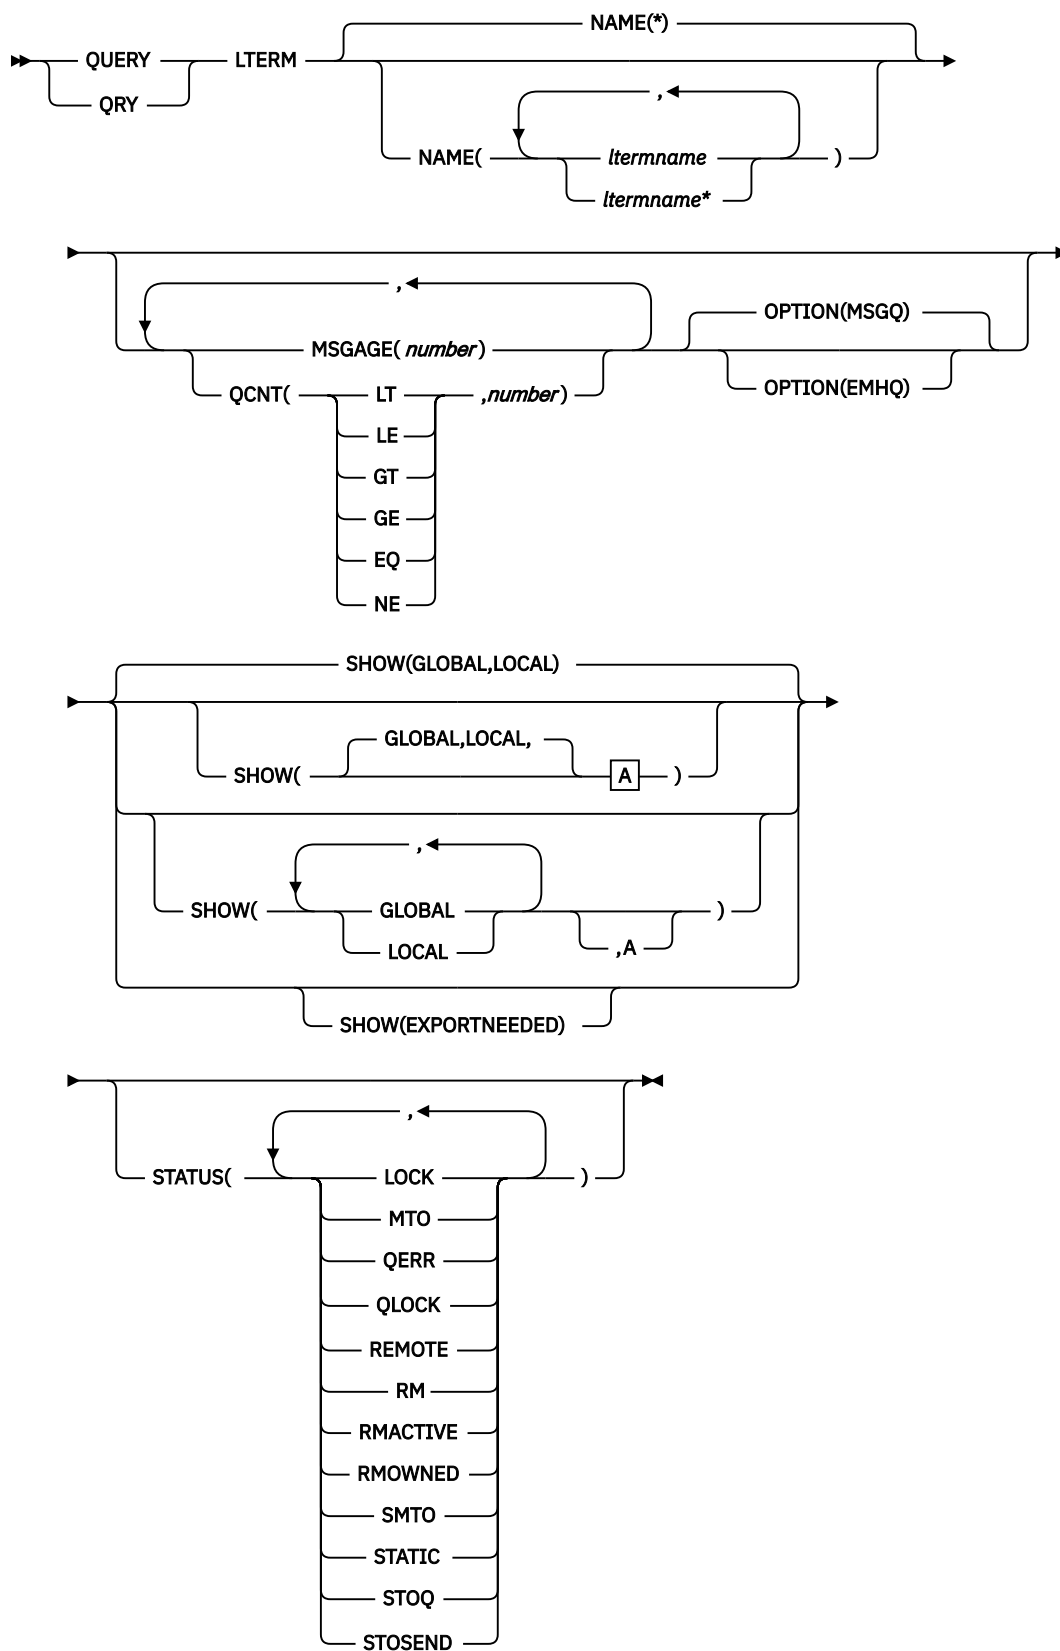 NAME(*)
QUERY LTERM
QRY
,
NAME( ltermname )
ltermname*
,
OPTION(MSGQ)
MSGAGE( number )
OPTION(EMHQ)
QCNT( LT ,number )
LE
GT
GE
EQ
NE
SHOW(GLOBAL,LOCAL)
GLOBAL,LOCAL,
SHOW( A )
,
SHOW( GLOBAL )
LOCAL ,A
SHOW(EXPORTNEEDED)
,
STATUS( LOCK )
MTO
QERR
QLOCK
REMOTE
RM
RMACTIVE
RMOWNED
SMTO
STATIC
STOQ
STOSEND